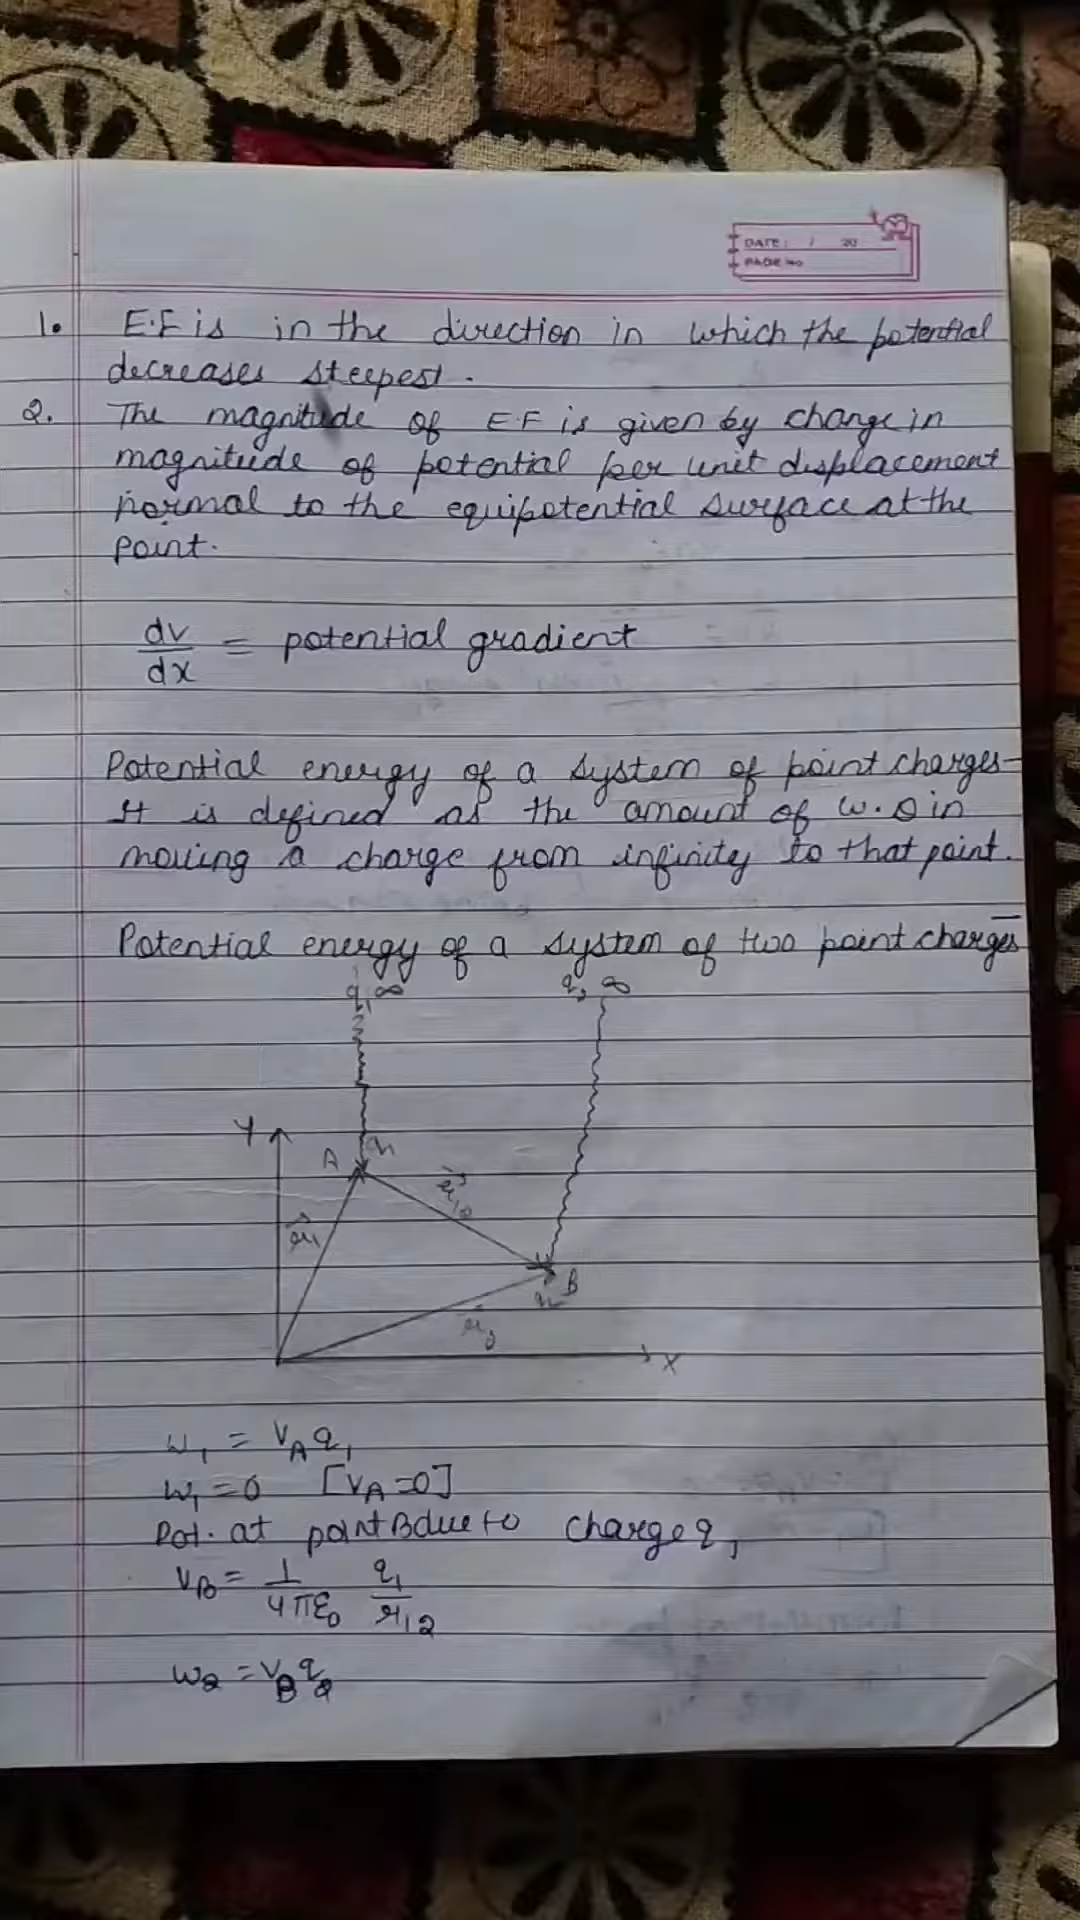 DATE: / 20
PAGE NO
1. E.F is in the direction in which the potential
decreases steepest.
2. The magnitude of E.F is given by change in
magnitude of potential per unit displacement
normal to the equipotential surface at the
point.
dv/dx = potential gradient
Potential energy of a system of point charges-
It is defined as the amount of w.D in
moving a charge from infinity to that point.
Potential energy of a system of two point charges-
q₁ ∞ q₂ ∞
Y
A q₁
r₁₂
r₁
B
q₂
r₂
X
w₁ = VA q₁
w₁ = 0 [VA = 0]
Pot. at point B due to charge q₁
VB = 1/4πε₀ q₁/r₁₂
w₂ = VB q₂